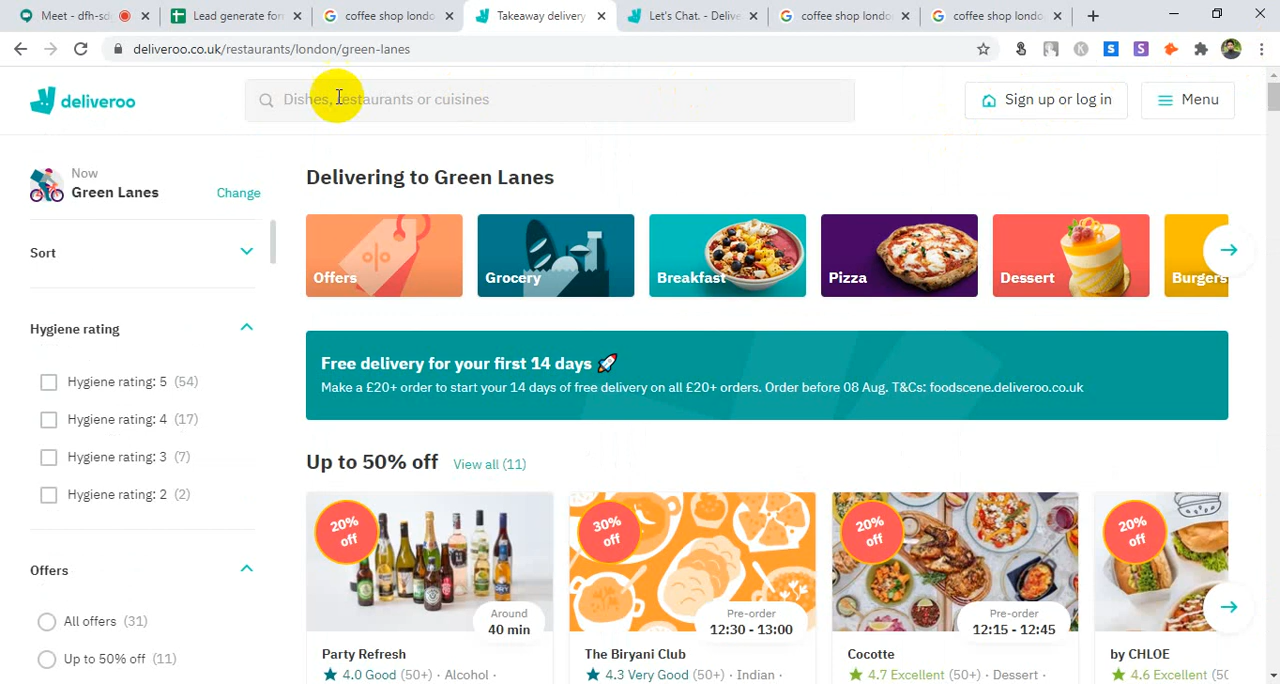 Meet - dfh-sd
Lead generate for
coffee shop londo
Takeaway delivery
Let's Chat. - Delive
coffee shop londo
coffee shop londo
deliveroo.co.uk/restaurants/london/green-lanes
deliveroo
Dishes, restaurants or cuisines
Sign up or log in
Menu
Now
Green Lanes
Change
Sort
Hygiene rating
Hygiene rating: 5 (54)
Hygiene rating: 4 (17)
Hygiene rating: 3 (7)
Hygiene rating: 2 (2)
Offers
All offers (31)
Up to 50% off (11)
Delivering to Green Lanes
Offers
Grocery
Breakfast
Pizza
Dessert
Burgers
Free delivery for your first 14 days 🚀
Make a £20+ order to start your 14 days of free delivery on all £20+ orders. Order before 08 Aug. T&Cs: foodscene.deliveroo.co.uk
Up to 50% off View all (11)
20%
off
Around
40 min
Party Refresh
4.0 Good (50+) · Alcohol ·
30%
off
Pre-order
12:30 - 13:00
The Biryani Club
4.3 Very Good (50+) · Indian ·
20%
off
Pre-order
12:15 - 12:45
Cocotte
4.7 Excellent (50+) · Dessert ·
20%
off
by CHLOE
4.6 Excellent (50